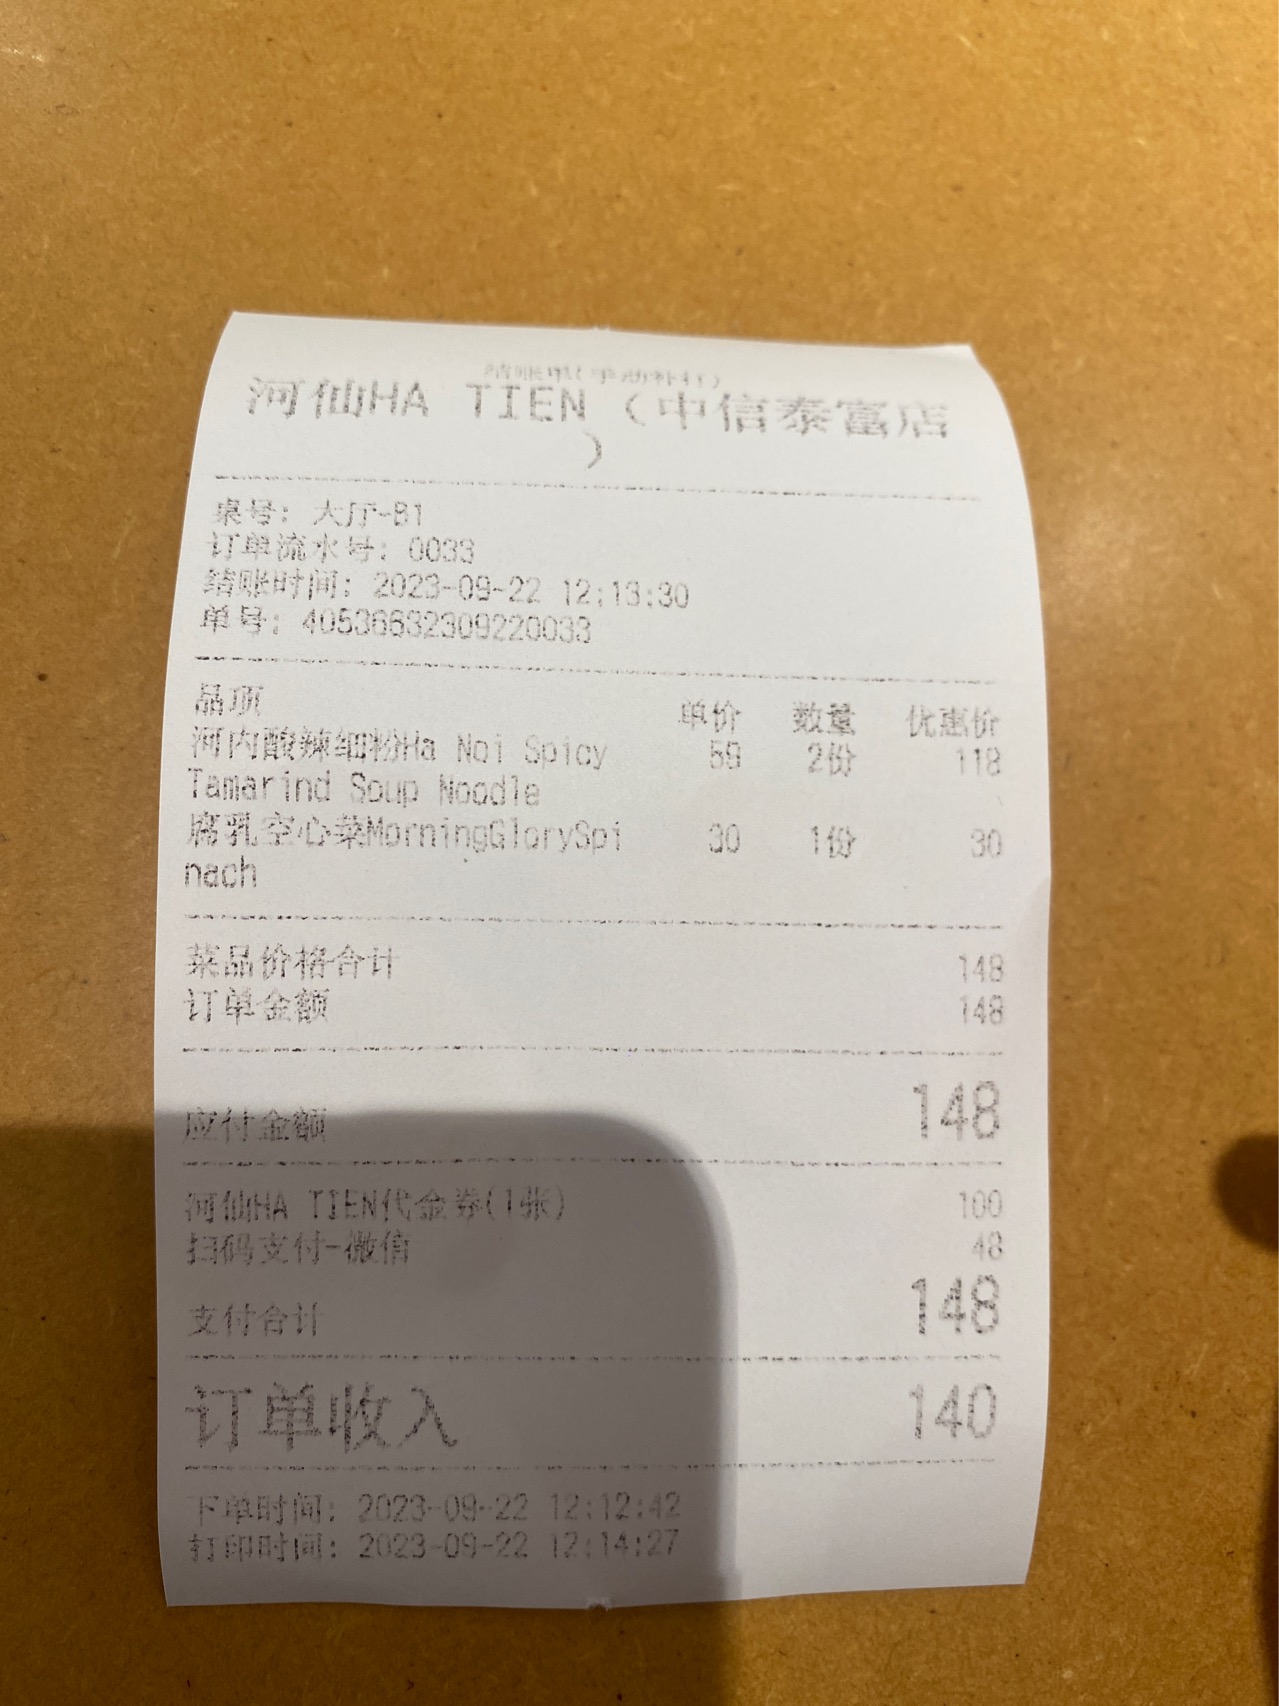 结账单(手动补打)
河仙HA TIEN (中信泰富店
)
桌号: 大厅-B1
订单流水号: 0033
结账时间: 2023-09-22 12:13:30
单号: 40536632309220033
品项 单价 数量 优惠价
河内酸辣细粉Ha Noi Spicy 59 2份 118
Tamarind Soup Noodle
腐乳空心菜MorningGlorySpi 30 1份 30
nach
菜品价格合计 148
订单金额 148
应付金额 148
河仙HA TIEN代金券(1张) 100
扫码支付-微信 48
支付合计 148
订单收入 140
下单时间: 2023-09-22 12:12:42
打印时间: 2023-09-22 12:14:27